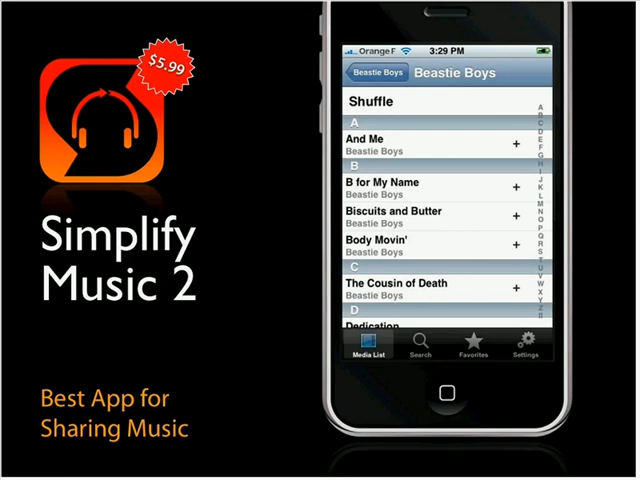 $5.99
Simplify
Music 2
Best App for
Sharing Music
Orange F 3:29 PM
Beastie Boys Beastie Boys
Shuffle
A
And Me
Beastie Boys
+
B
B for My Name
Beastie Boys
+
Biscuits and Butter
Beastie Boys
+
Body Movin'
Beastie Boys
+
C
The Cousin of Death
Beastie Boys
+
D
Dedication
A
B
C
D
E
F
G
H
I
J
K
L
M
N
O
P
Q
R
S
T
U
V
W
X
Y
Z
Media List Search Favorites Settings